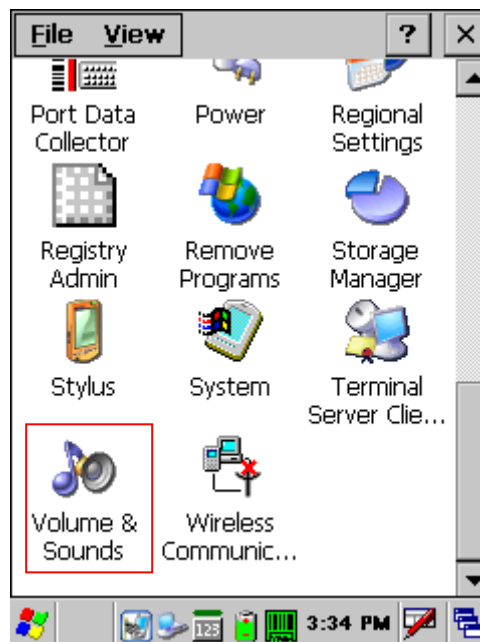 File View ? ×
Port Data Power Regional
Collector Settings
Registry Remove Storage
Admin Programs Manager
Stylus System Terminal
Server Clie...
Volume & Wireless
Sounds Communic...
123 3:34 PM